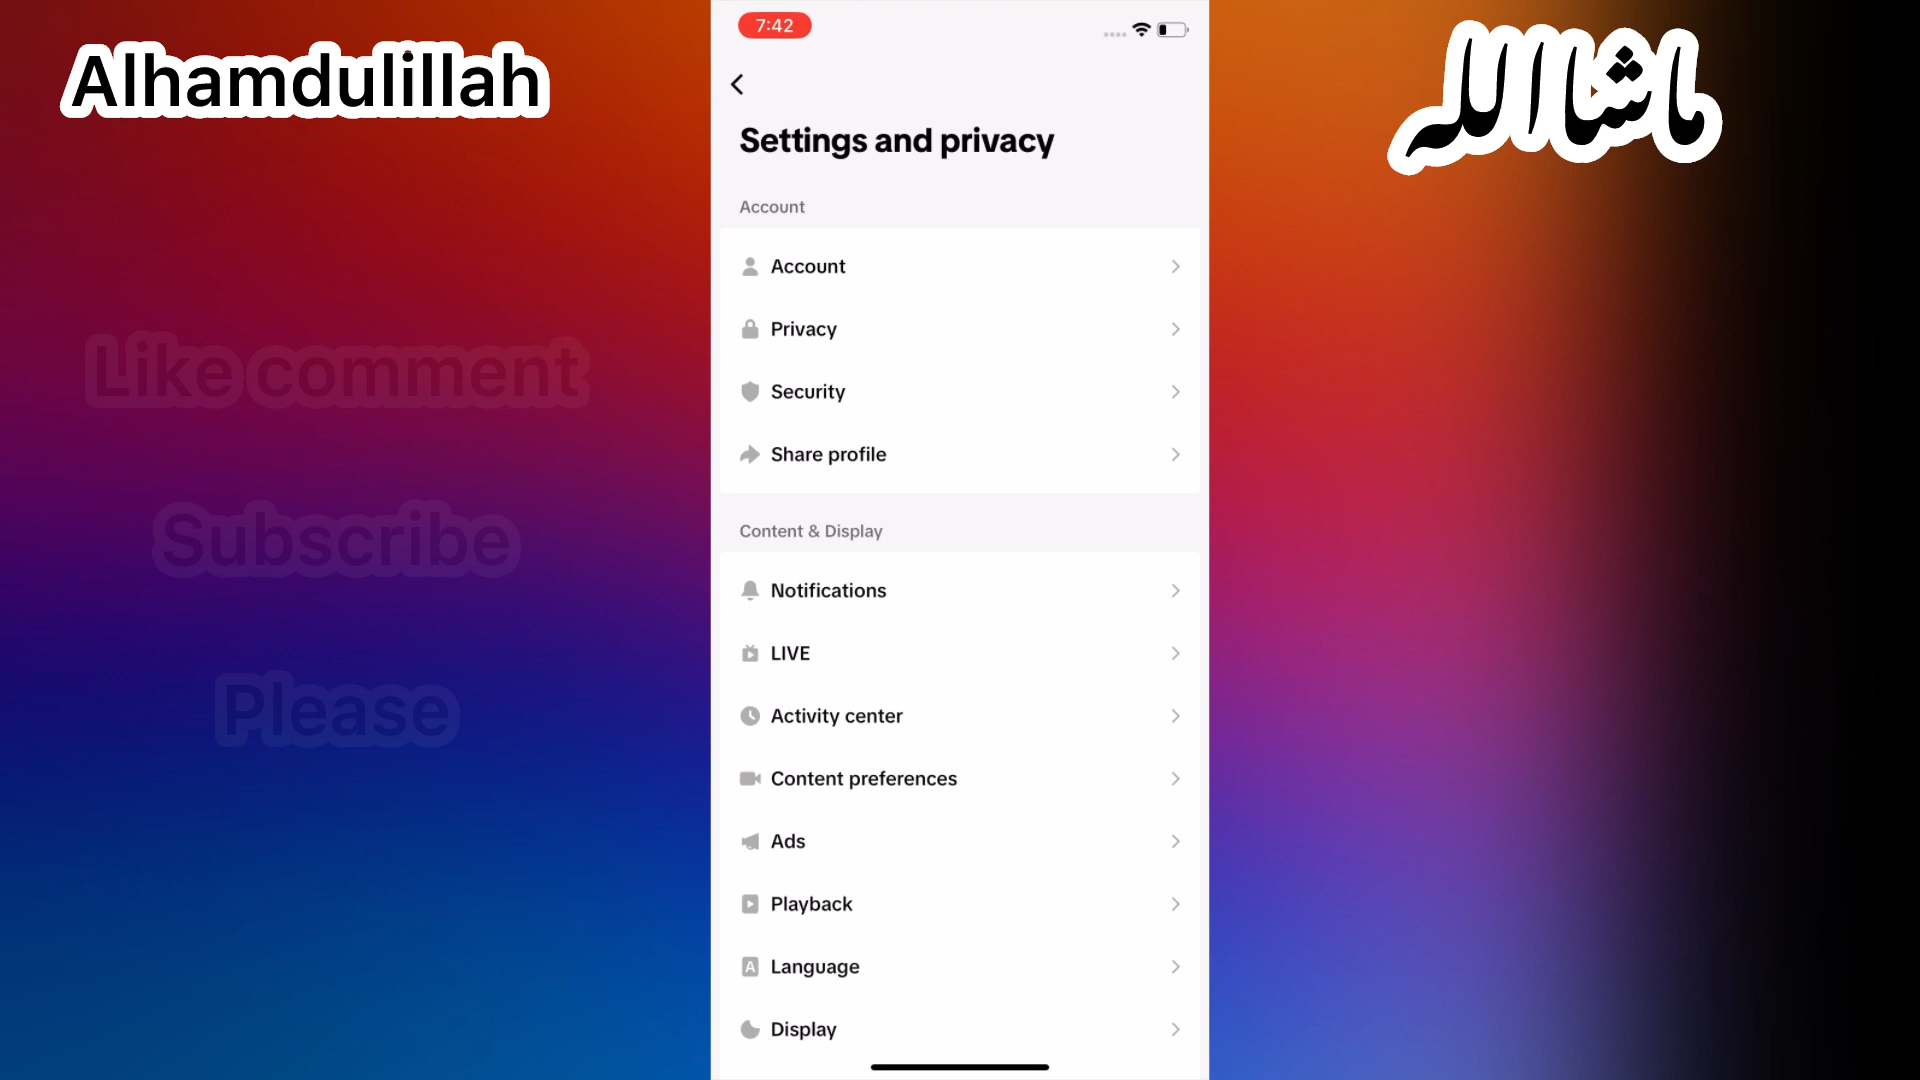 Alhamdulillah
ماشااللہ
Like comment
Subscribe
Please
7:42
Settings and privacy
Account
Account
Privacy
Security
Share profile
Content & Display
Notifications
LIVE
Activity center
Content preferences
Ads
Playback
Language
Display